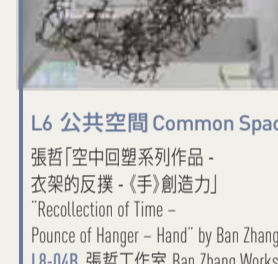 L6 公共空間 Common Spac
張哲「空中回塑系列作品 -
衣架的反撲 -《手》創造力」
"Recollection of Time –
Pounce of Hanger – Hand" by Ban Zhang
L8-04B 張哲工作室 Ban Zhang Works